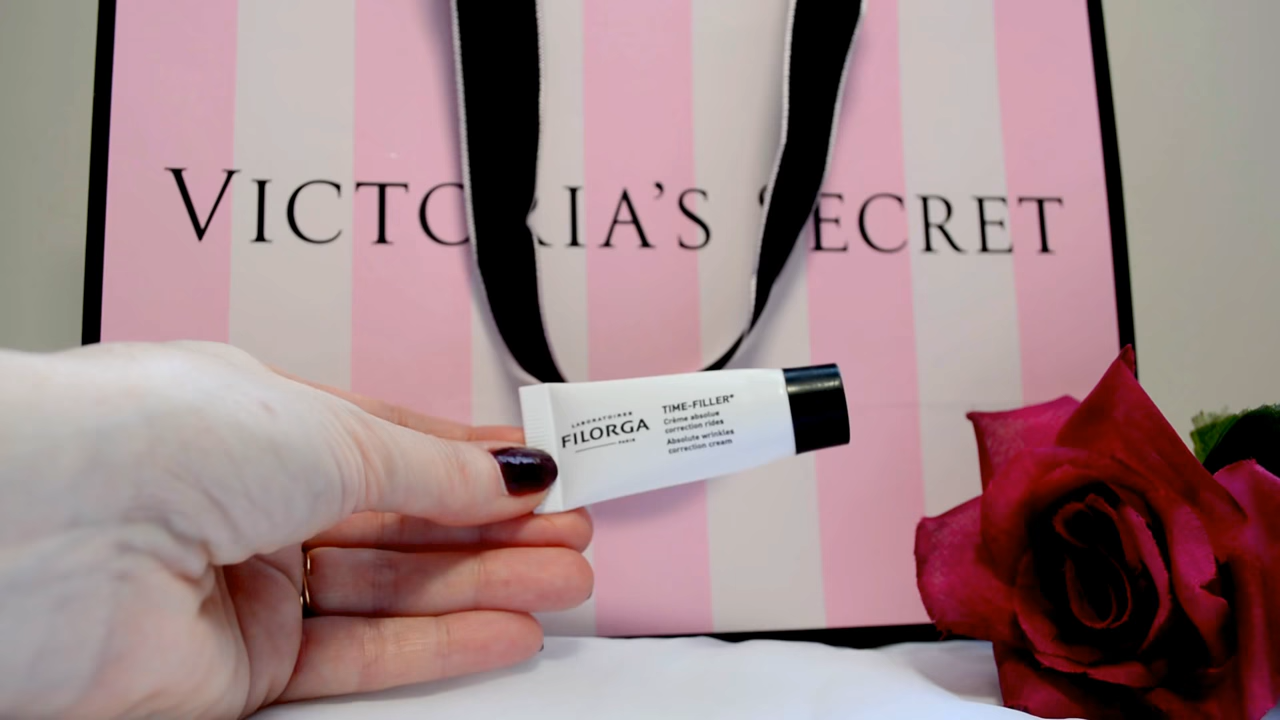 VICTORIA'S SECRET
LABORATOIRES
FILORGA
PARIS
TIME-FILLER*
Crème absolue
correction rides
Absolute wrinkles
correction cream